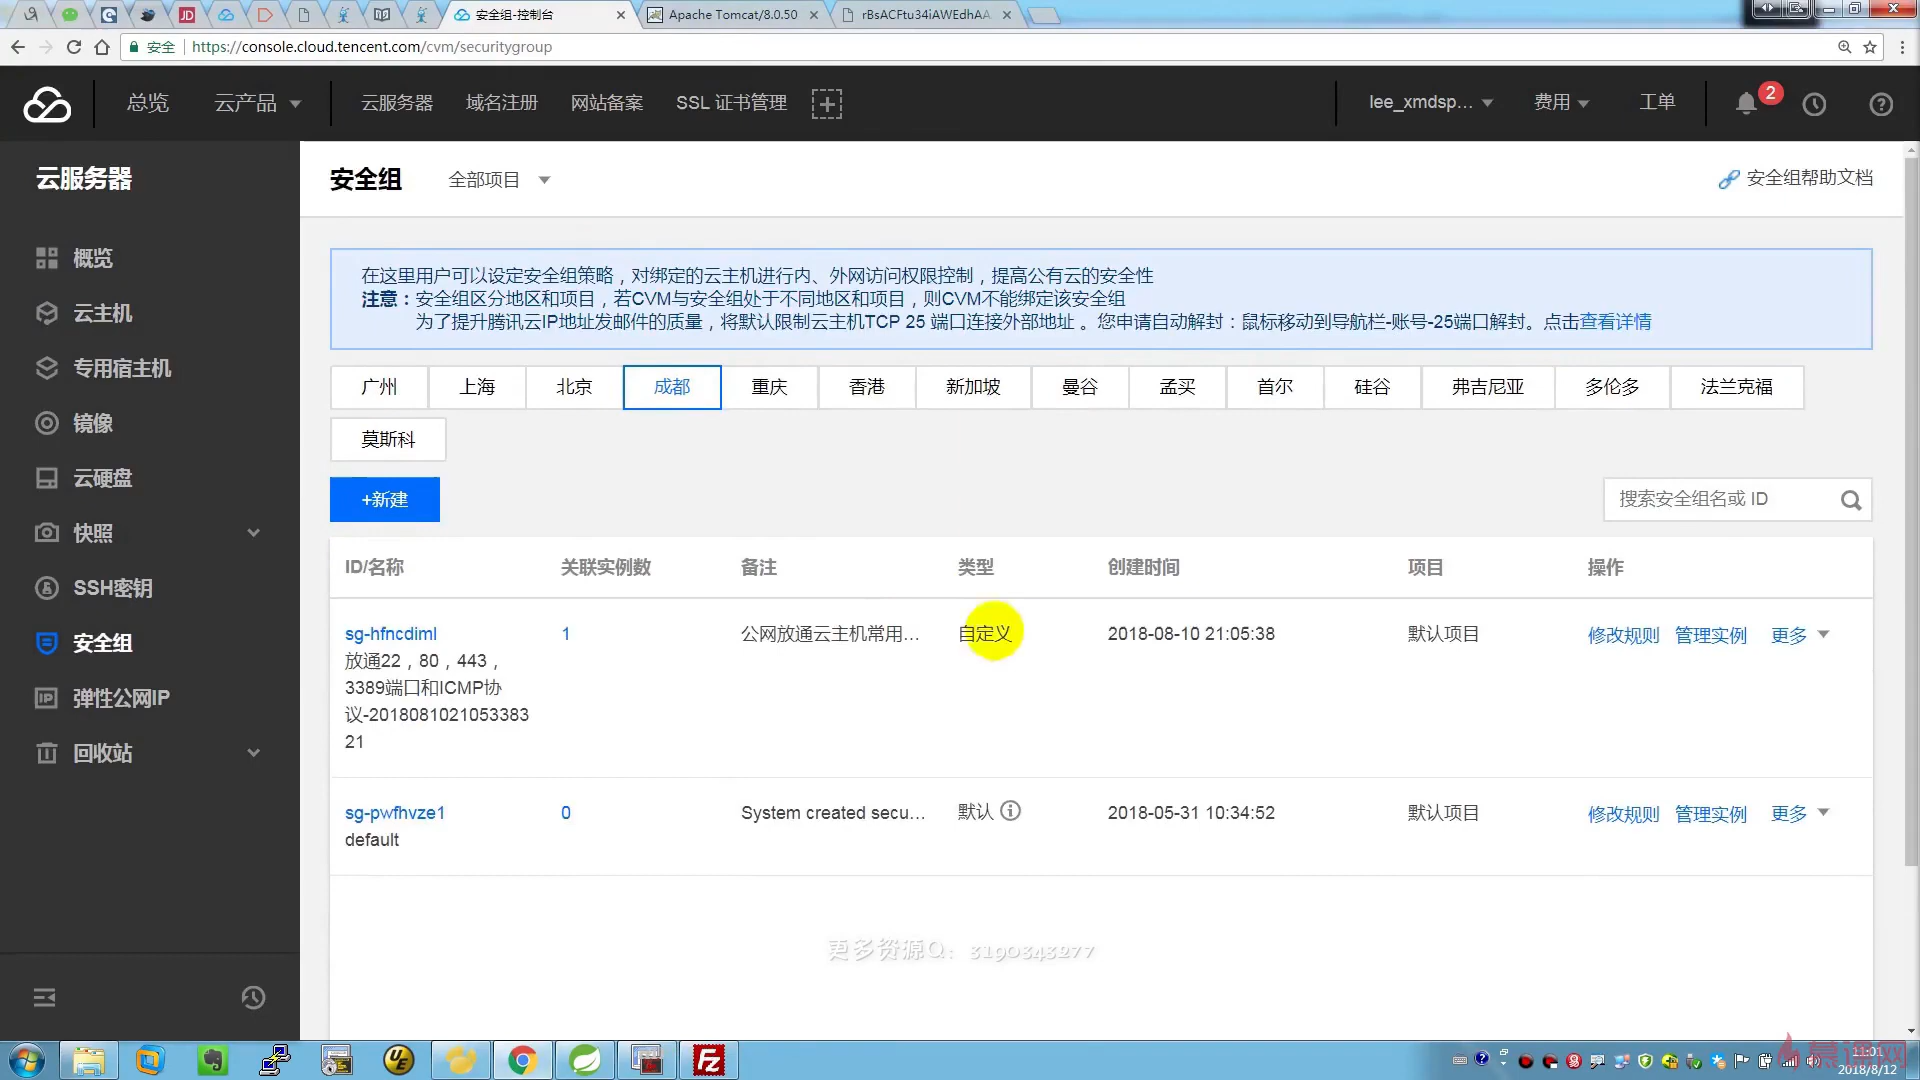 安全组-控制台
Apache Tomcat/8.0.50
rBsACFtu34iAWEdhAA
安全
https://console.cloud.tencent.com/cvm/securitygroup
总览
云产品
云服务器
域名注册
网站备案
SSL 证书管理
lee_xmdsp...
费用
工单
2
云服务器
概览
云主机
专用宿主机
镜像
云硬盘
快照
SSH密钥
安全组
弹性公网IP
回收站
安全组
全部项目
安全组帮助文档
在这里用户可以设定安全组策略，对绑定的云主机进行内、外网访问权限控制，提高公有云的安全性
注意：安全组区分地区和项目，若CVM与安全组处于不同地区和项目，则CVM不能绑定该安全组
为了提升腾讯云IP地址发邮件的质量，将默认限制云主机TCP 25 端口连接外部地址 。您申请自动解封：鼠标移动到导航栏-账号-25端口解封。点击查看详情
广州
上海
北京
成都
重庆
香港
新加坡
曼谷
孟买
首尔
硅谷
弗吉尼亚
多伦多
法兰克福
莫斯科
+新建
搜索安全组名或 ID
ID/名称
关联实例数
备注
类型
创建时间
项目
操作
sg-hfncdiml
放通22，80，443，
3389端口和ICMP协
议-2018081021053383
21
1
公网放通云主机常用...
自定义
2018-08-10 21:05:38
默认项目
修改规则
管理实例
更多
sg-pwfhvze1
default
0
System created secu...
默认
2018-05-31 10:34:52
默认项目
修改规则
管理实例
更多
更多资源Q：3190343277
慕课网
11:01
2018/8/12